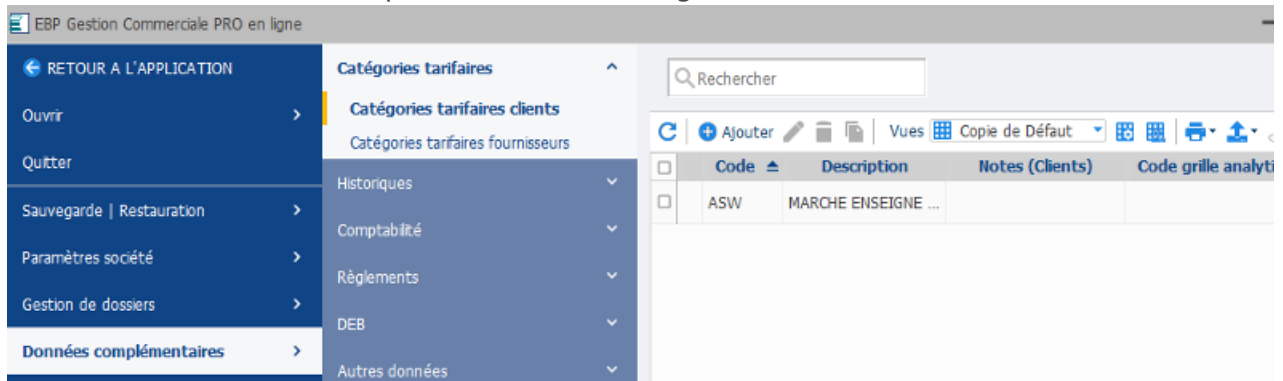 EBP Gestion Commerciale PRO en ligne
RETOUR A L'APPLICATION
Ouvrir
Quitter
Sauvegarde | Restauration
Paramètres société
Gestion de dossiers
Données complémentaires
Catégories tarifaires
Catégories tarifaires clients
Catégories tarifaires fournisseurs
Historiques
Comptabilité
Règlements
DEB
Autres données
Rechercher
Ajouter Vues Copie de Défaut
Code Description Notes (Clients) Code grille analyti
ASW MARCHE ENSEIGNE ...